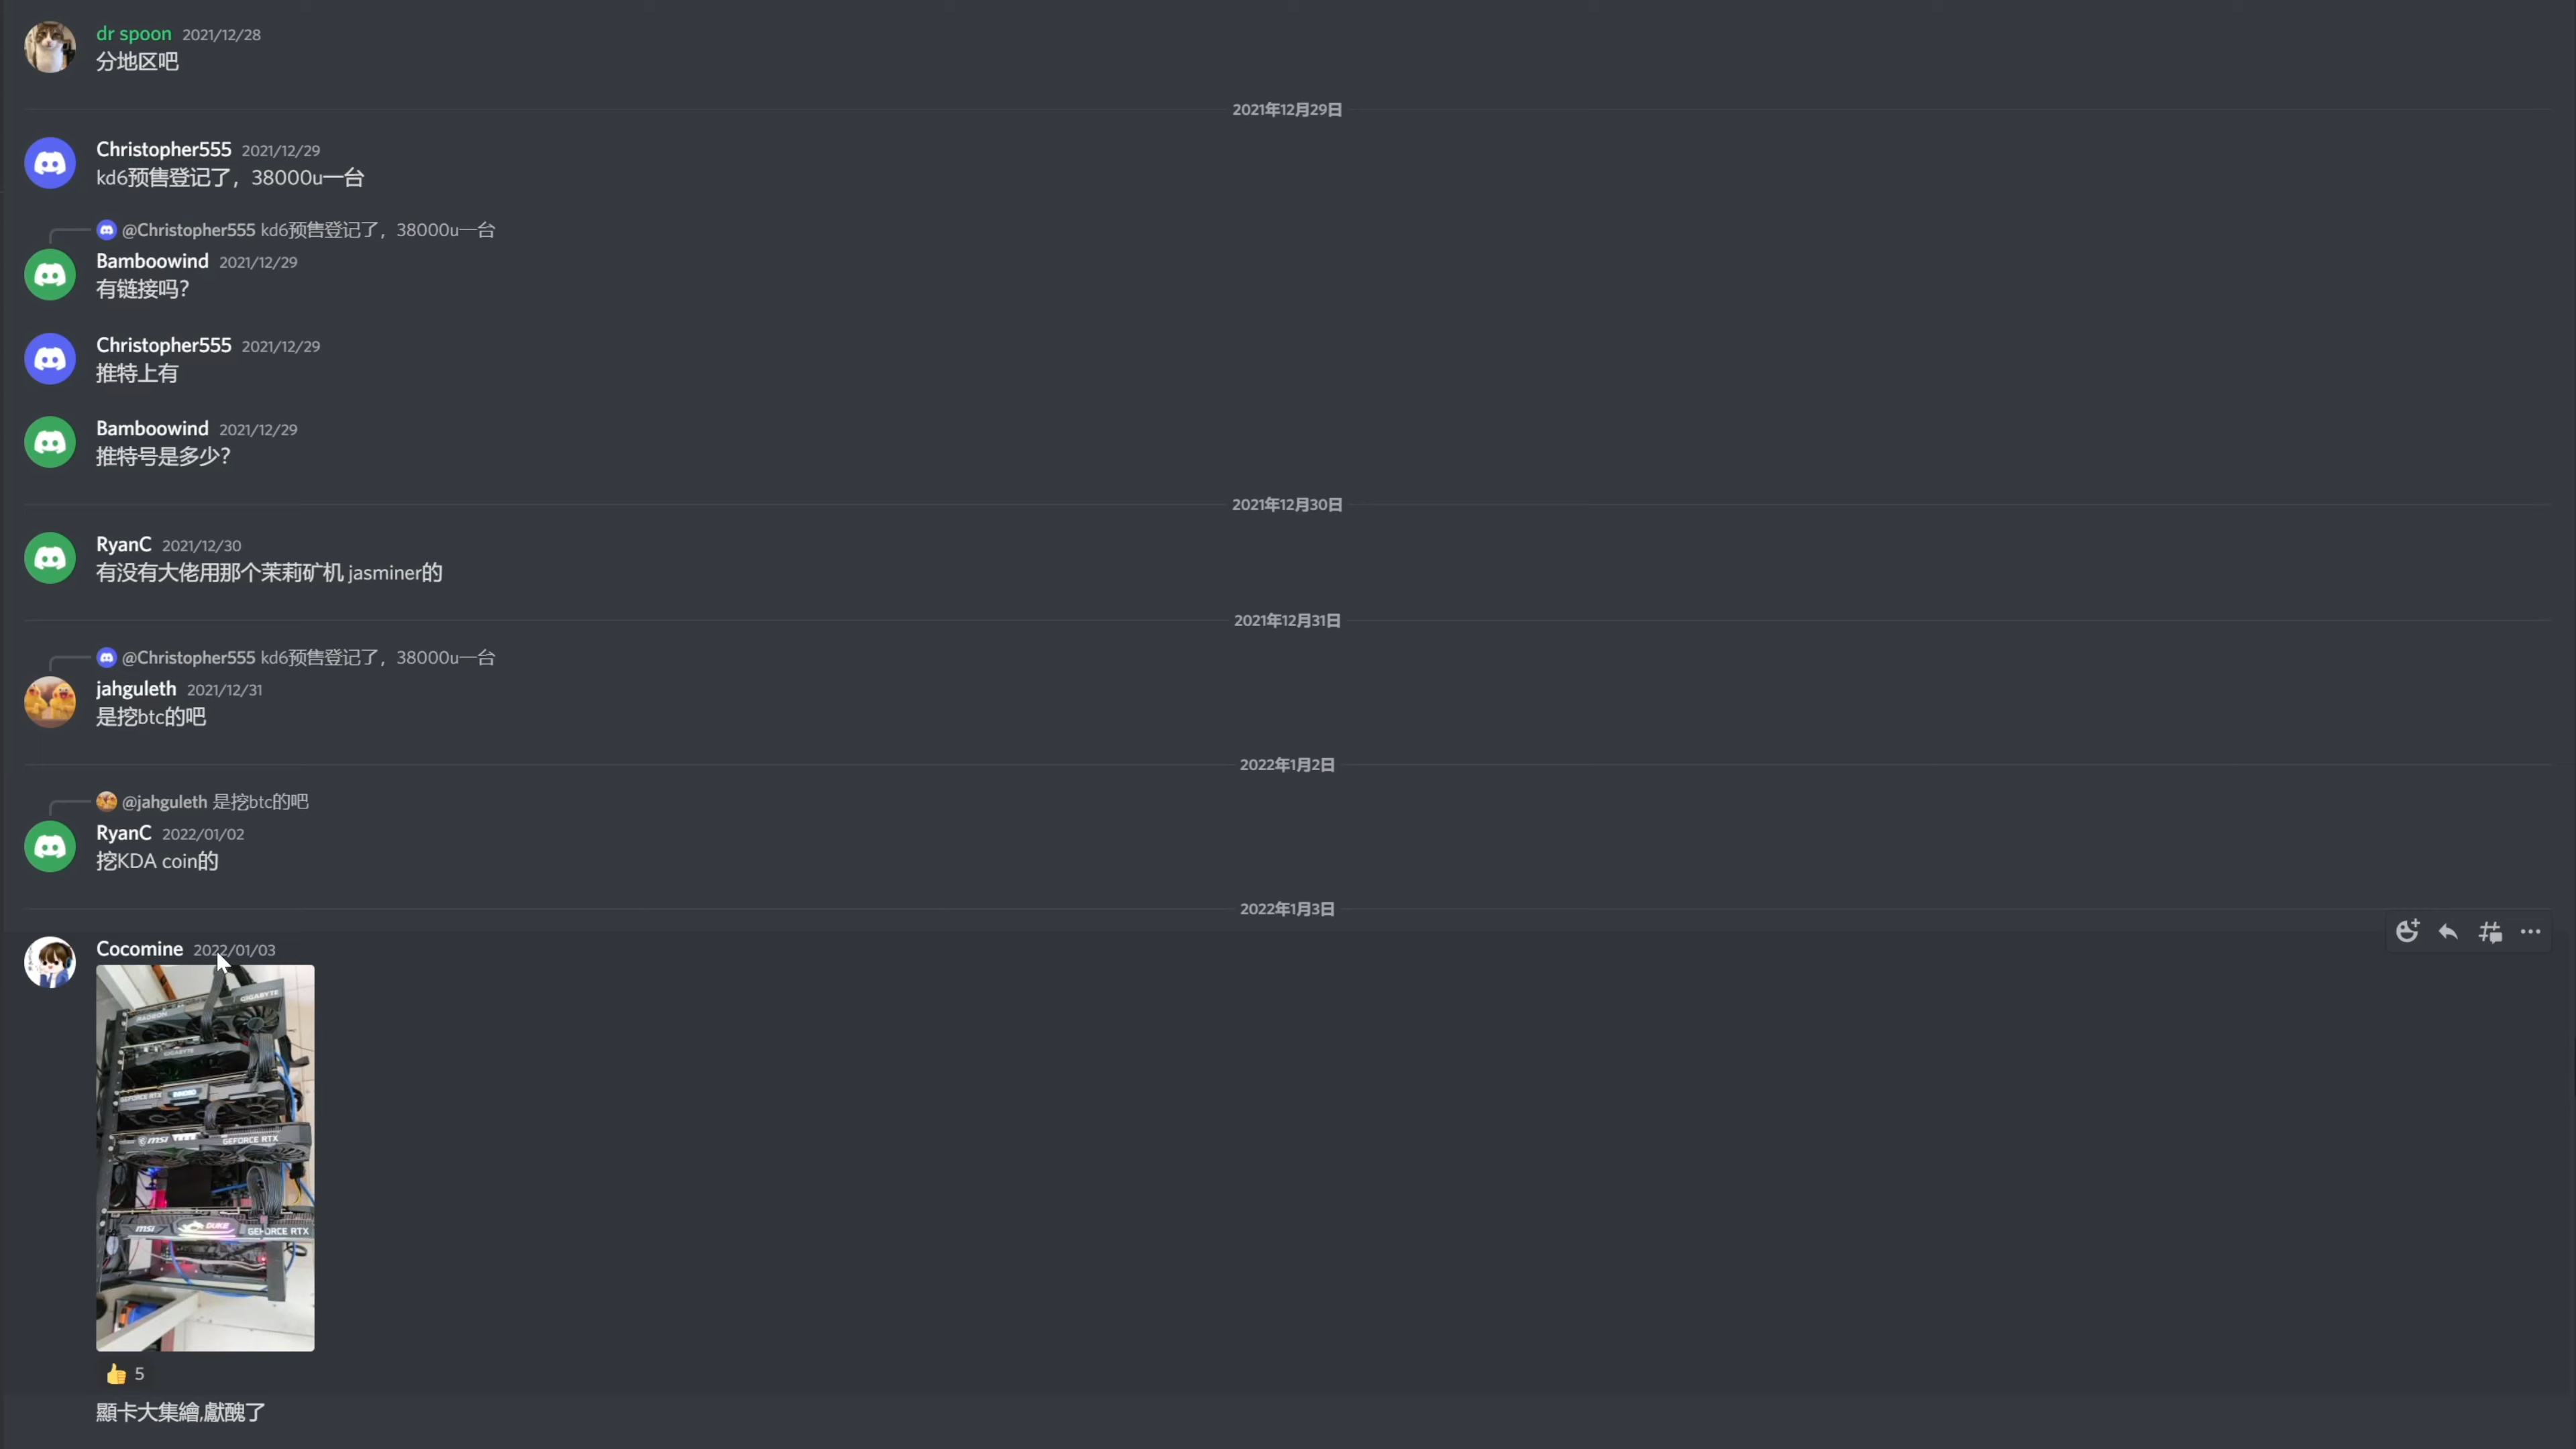 dr spoon 2021/12/28
分地区吧
2021年12月29日
Christopher555 2021/12/29
kd6预售登记了，38000u一台
@Christopher555 kd6预售登记了，38000u一台
Bamboowind 2021/12/29
有链接吗？
Christopher555 2021/12/29
推特上有
Bamboowind 2021/12/29
推特号是多少？
2021年12月30日
RyanC 2021/12/30
有没有大佬用那个茉莉矿机 jasminer的
2021年12月31日
@Christopher555 kd6预售登记了，38000u一台
jahguleth 2021/12/31
是挖btc的吧
2022年1月2日
@jahguleth 是挖btc的吧
RyanC 2022/01/02
挖KDA coin的
2022年1月3日
Cocomine 2022/01/03
GIGABYTE
RADEON
GIGABYTE
GEFORCE RTX
msi GEFORCE RTX
msi DUKE GEFORCE RTX
5
顯卡大集繪,獻醜了